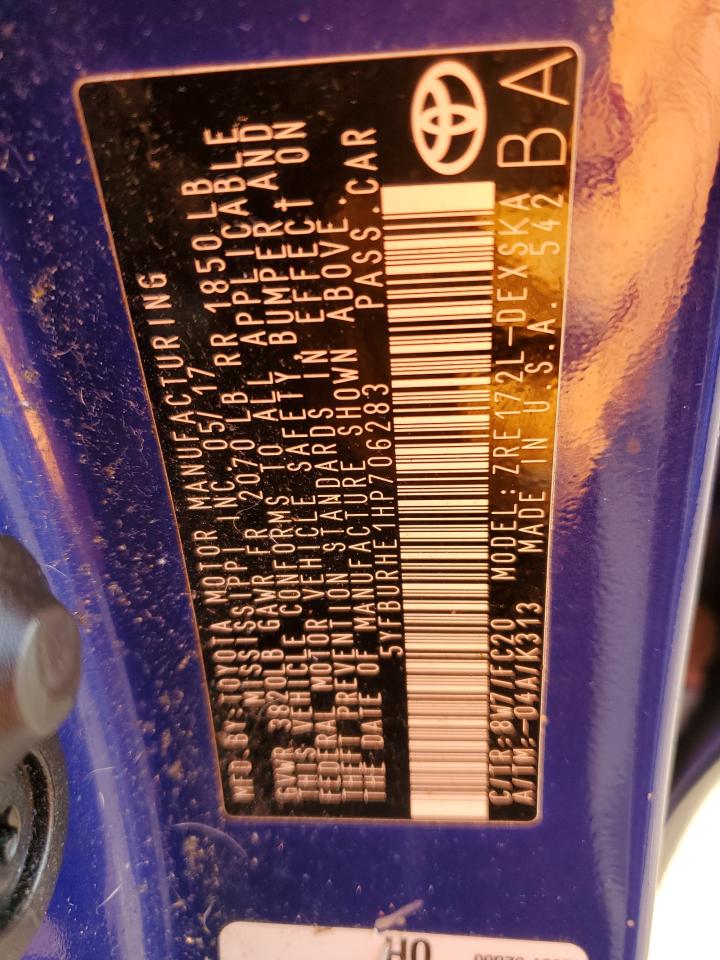 MFD. BY: TOYOTA MOTOR MANUFACTURING
MISSISSIPPI INC 05/17
GVWR 3820LB GAWR FR 2070 LB RR 1850LB
THIS VEHICLE CONFORMS TO ALL APPLICABLE
FEDERAL MOTOR VEHICLE SAFETY, BUMPER AND
THEFT PREVENTION STANDARDS IN EFFECT ON
THE DATE OF MANUFACTURE SHOWN ABOVE.
5YFBURHE1HP706283 PASS. CAR
C/TR: 8W7/FC20 MODEL: ZRE172L-DEXSKA
A/TM: -04A/K313 MADE IN U.S.A. 542
BA